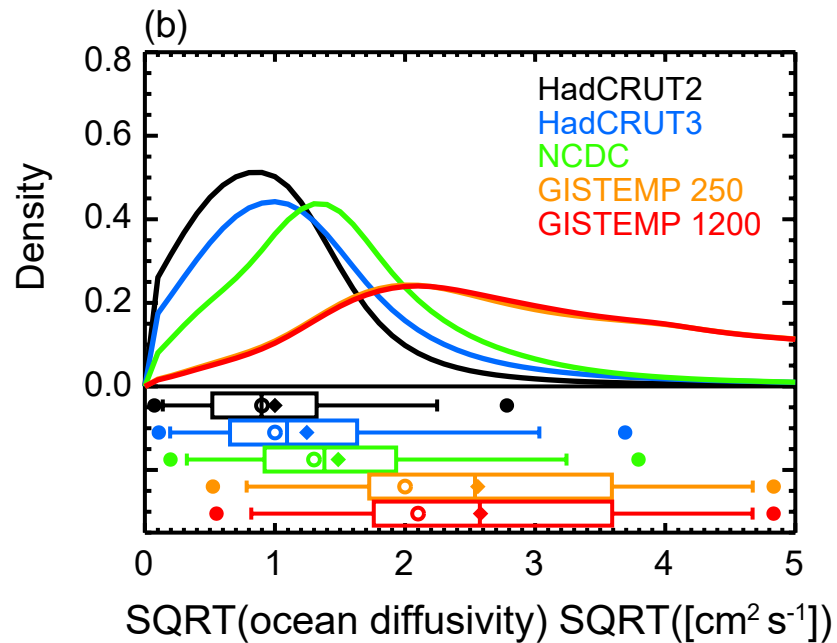 (b)
0.8
0.6
0.4
0.2
0.0
Density
HadCRUT2
HadCRUT3
NCDC
GISTEMP 250
GISTEMP 1200
0 1 2 3 4 5
SQRT(ocean diffusivity) SQRT([cm² s⁻¹])